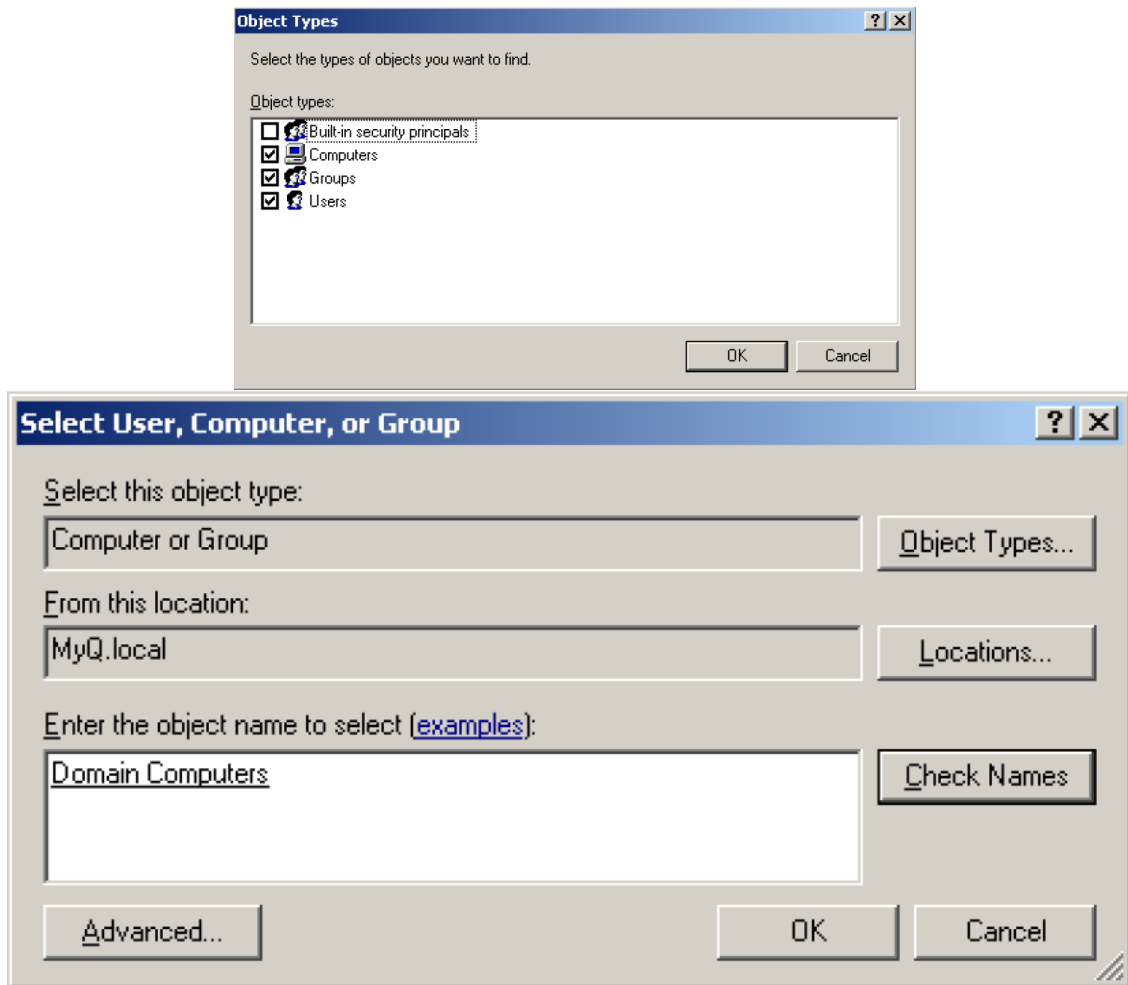 Object Types
Select the types of objects you want to find.
Object types:
Built-in security principals
Computers
Groups
Users
OK Cancel
Select User, Computer, or Group
Select this object type:
Computer or Group Object Types...
From this location:
MyQ.local Locations...
Enter the object name to select (examples):
Domain Computers Check Names
Advanced... OK Cancel